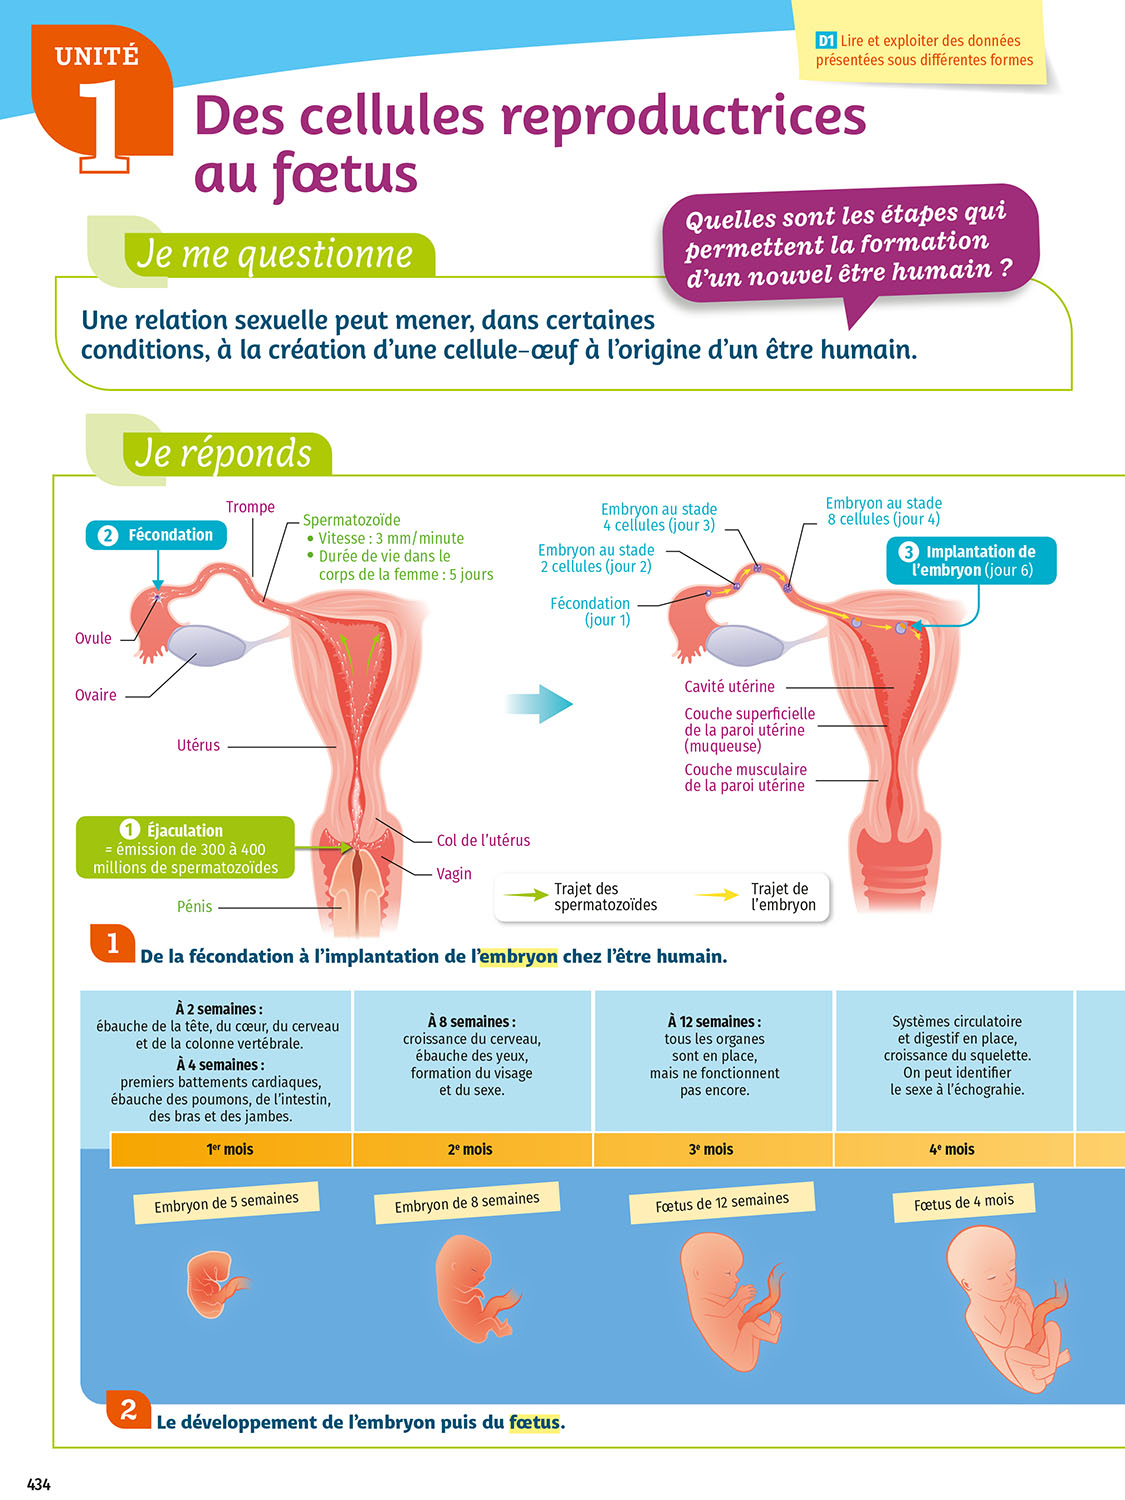 UNITÉ
1
D1 Lire et exploiter des données
présentées sous différentes formes
Des cellules reproductrices
au fœtus
Je me questionne
Quelles sont les étapes qui
permettent la formation
d'un nouvel être humain ?
Une relation sexuelle peut mener, dans certaines
conditions, à la création d'une cellule-œuf à l'origine d'un être humain.
Je réponds
2 Fécondation
Trompe
Spermatozoïde
• Vitesse : 3 mm/minute
• Durée de vie dans le
corps de la femme : 5 jours
Ovule
Ovaire
Utérus
1 Éjaculation
= émission de 300 à 400
millions de spermatozoïdes
Col de l'utérus
Vagin
Pénis
Embryon au stade
4 cellules (jour 3)
Embryon au stade
8 cellules (jour 4)
Embryon au stade
2 cellules (jour 2)
3 Implantation de
l'embryon (jour 6)
Fécondation
(jour 1)
Cavité utérine
Couche superficielle
de la paroi utérine
(muqueuse)
Couche musculaire
de la paroi utérine
Trajet des
spermatozoïdes
Trajet de
l'embryon
1 De la fécondation à l'implantation de l'embryon chez l'être humain.
À 2 semaines :
ébauche de la tête, du cœur, du cerveau
et de la colonne vertébrale.
À 4 semaines :
premiers battements cardiaques,
ébauche des poumons, de l'intestin,
des bras et des jambes.
À 8 semaines :
croissance du cerveau,
ébauche des yeux,
formation du visage
et du sexe.
À 12 semaines :
tous les organes
sont en place,
mais ne fonctionnent
pas encore.
Systèmes circulatoire
et digestif en place,
croissance du squelette.
On peut identifier
le sexe à l'échograhie.
1er mois
2e mois
3e mois
4e mois
Embryon de 5 semaines
Embryon de 8 semaines
Fœtus de 12 semaines
Fœtus de 4 mois
2 Le développement de l'embryon puis du fœtus.
434